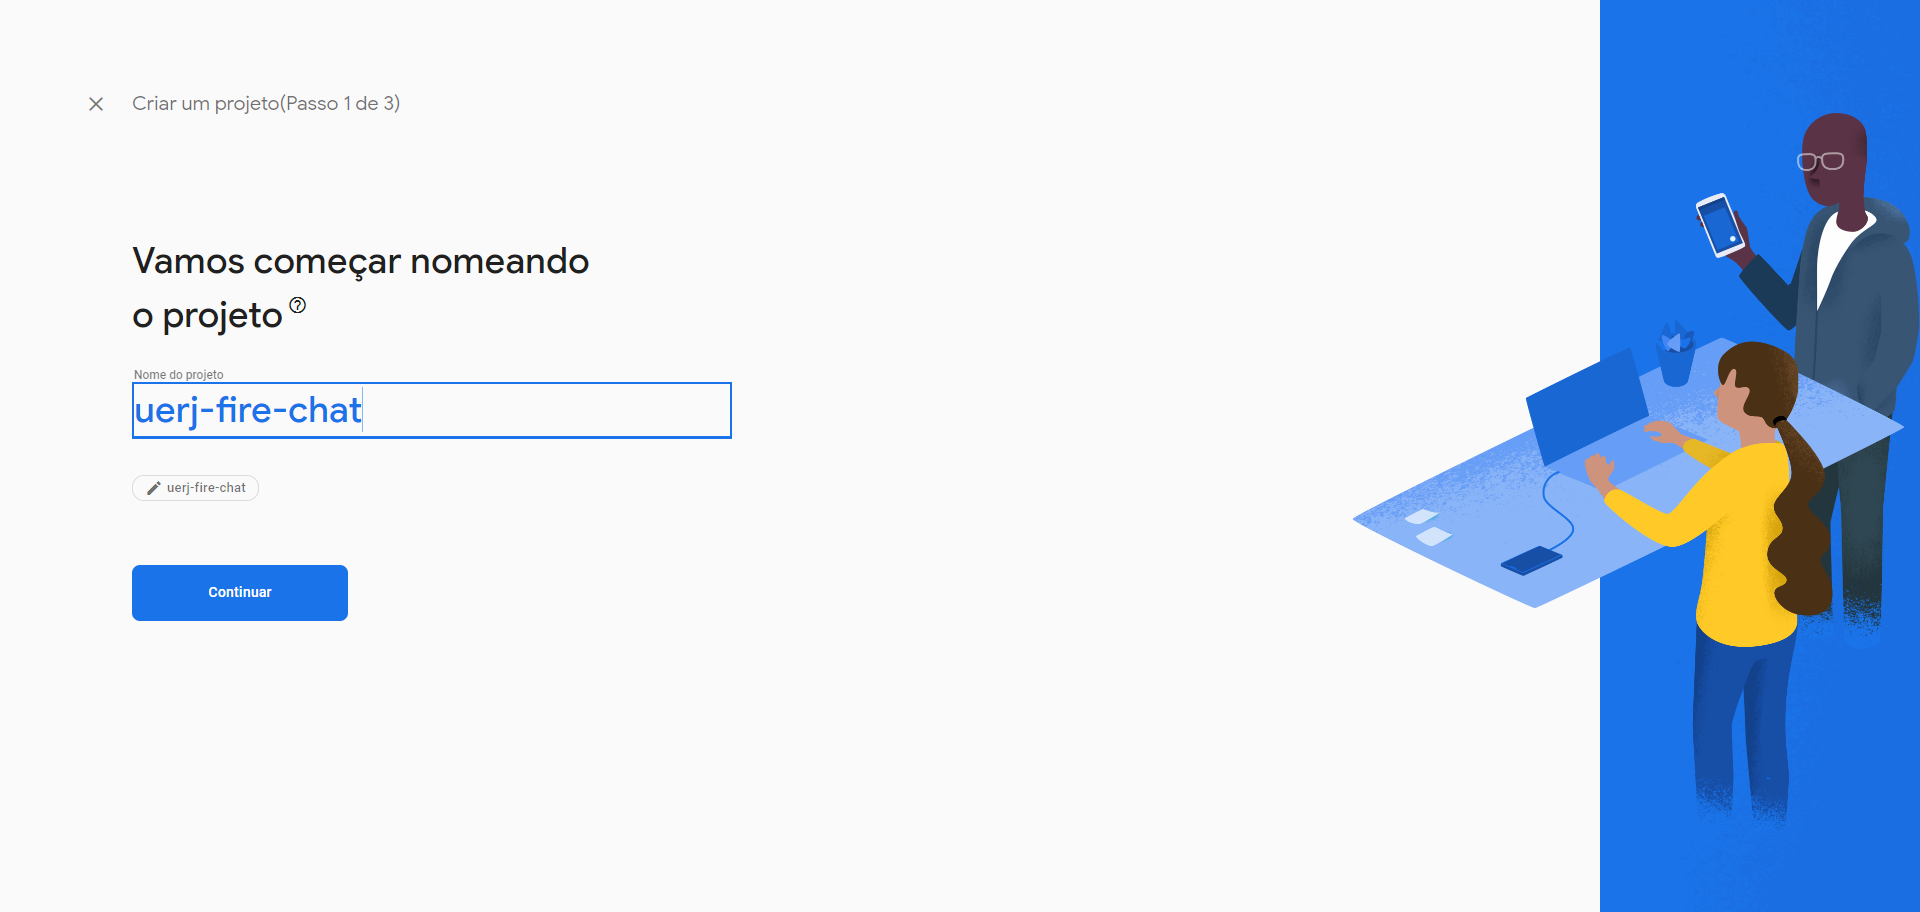 Criar um projeto(Passo 1 de 3)
Vamos começar nomeando
o projeto
Nome do projeto
uerj-fire-chat
uerj-fire-chat
Continuar